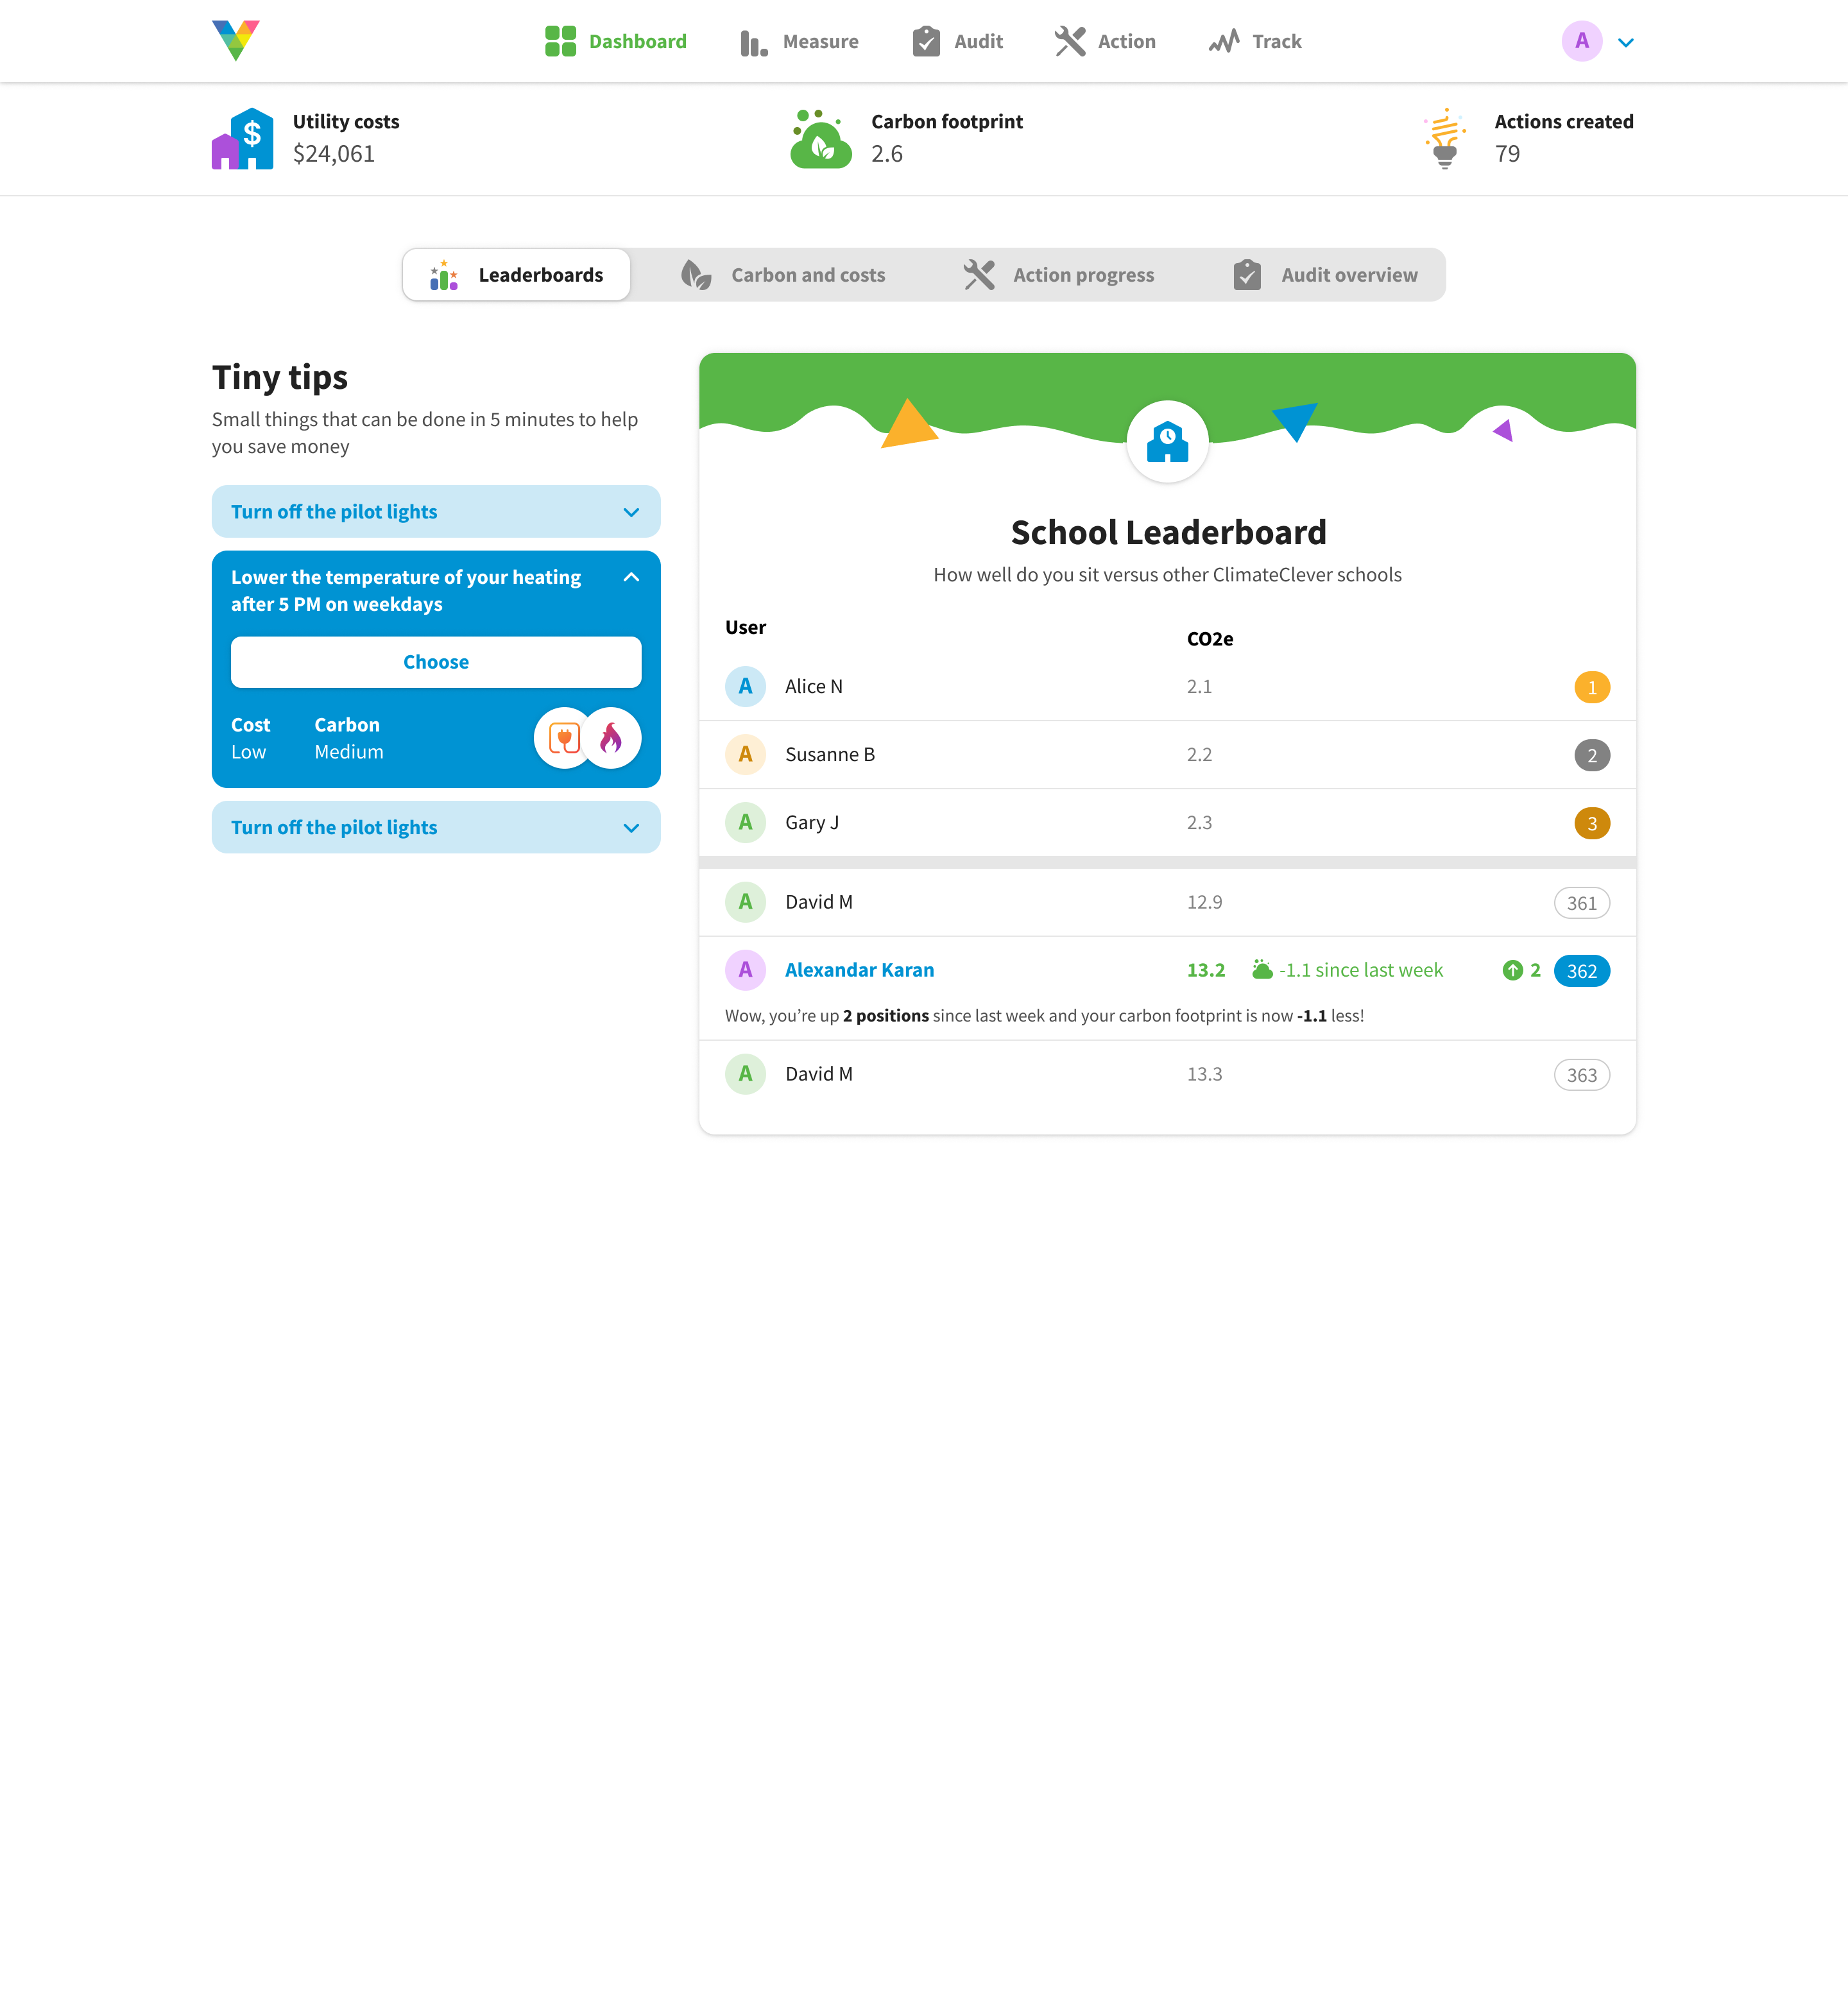 Dashboard
Measure
Audit
Action
Track
A
Utility costs
$24,061
Carbon footprint
2.6
Actions created
79
Leaderboards
Carbon and costs
Action progress
Audit overview
Tiny tips
Small things that can be done in 5 minutes to help
you save money
Turn off the pilot lights
Lower the temperature of your heating
after 5 PM on weekdays
Choose
Cost Carbon
Low Medium
Turn off the pilot lights
School Leaderboard
How well do you sit versus other ClimateClever schools
User CO2e
A Alice N 2.1 1
A Susanne B 2.2 2
A Gary J 2.3 3
A David M 12.9 361
A Alexandar Karan 13.2 -1.1 since last week 2 362
Wow, you’re up 2 positions since last week and your carbon footprint is now -1.1 less!
A David M 13.3 363